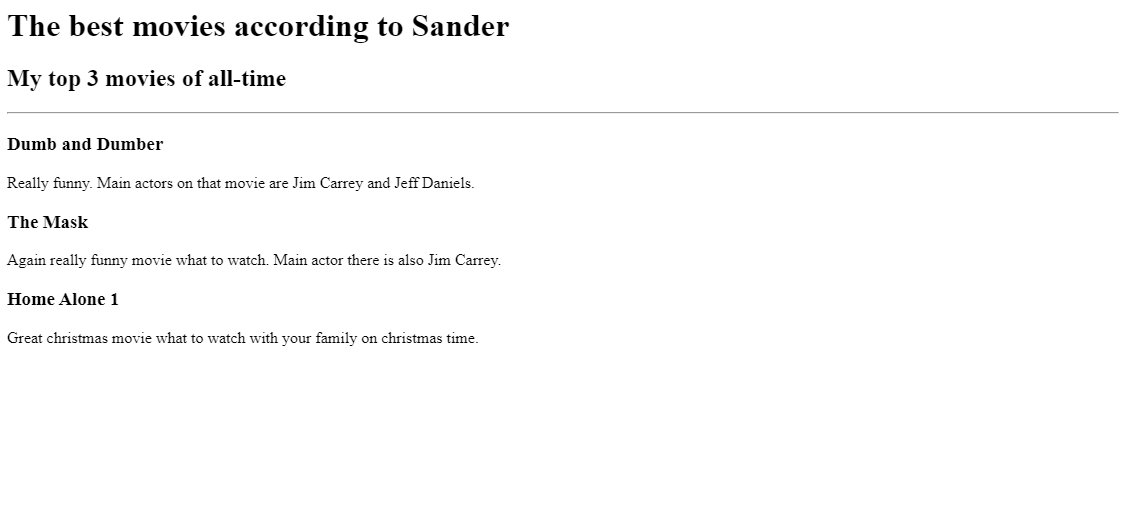 The best movies according to Sander
My top 3 movies of all-time
Dumb and Dumber
Really funny. Main actors on that movie are Jim Carrey and Jeff Daniels.
The Mask
Again really funny movie what to watch. Main actor there is also Jim Carrey.
Home Alone 1
Great christmas movie what to watch with your family on christmas time.